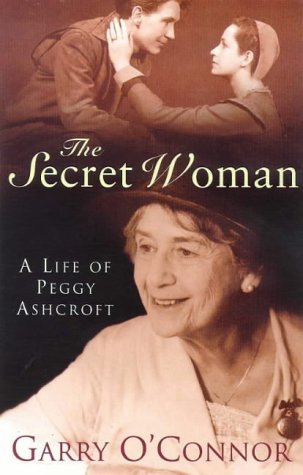 The
Secret Woman
A Life of
Peggy
Ashcroft
Garry O'Connor